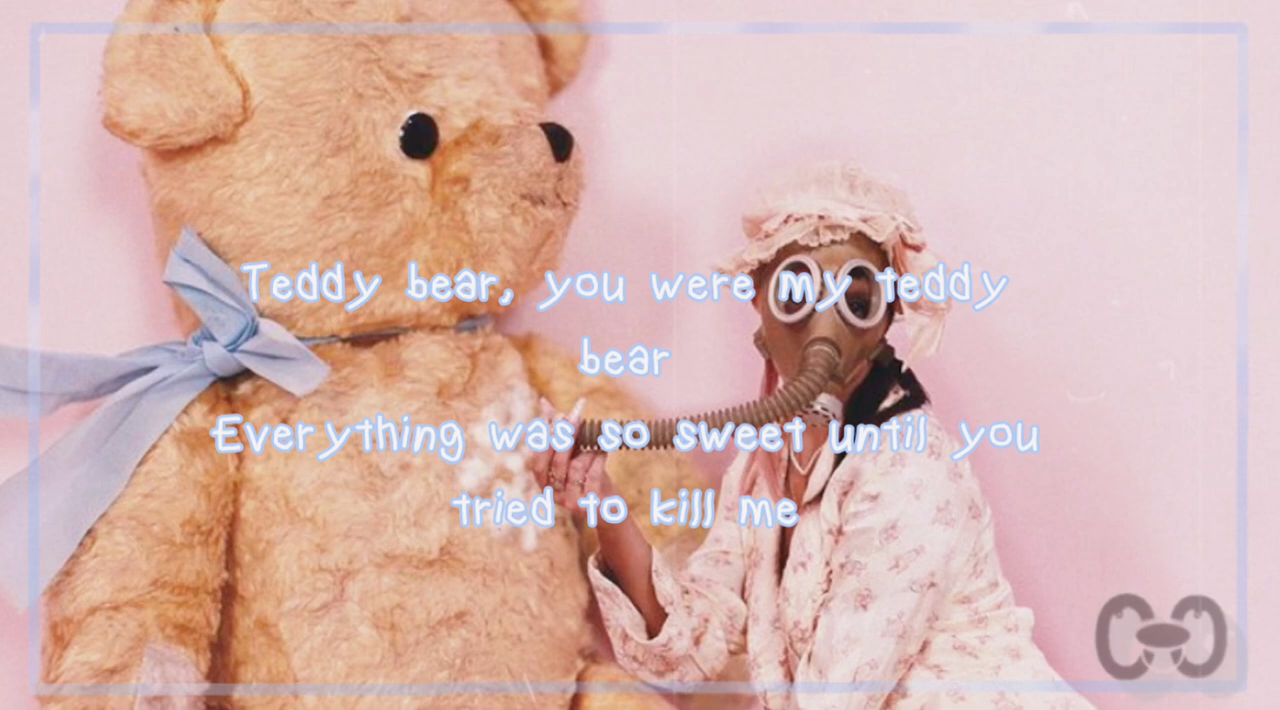 Teddy bear, you were my teddy
bear
Everything was so sweet until you
tried to kill me